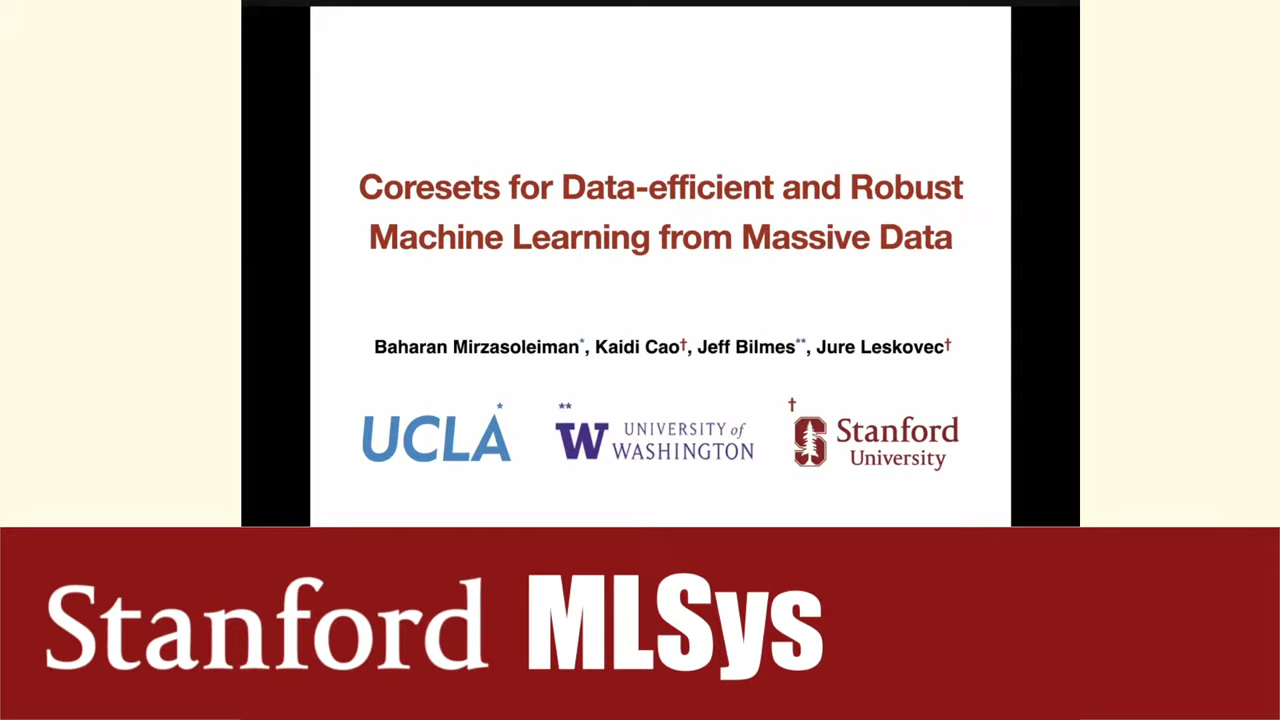 Coresets for Data-efficient and Robust
Machine Learning from Massive Data
Baharan Mirzasoleiman*, Kaidi Cao†, Jeff Bilmes**, Jure Leskovec†
* ** †
UCLA W UNIVERSITY of WASHINGTON S Stanford University
Stanford MLSys